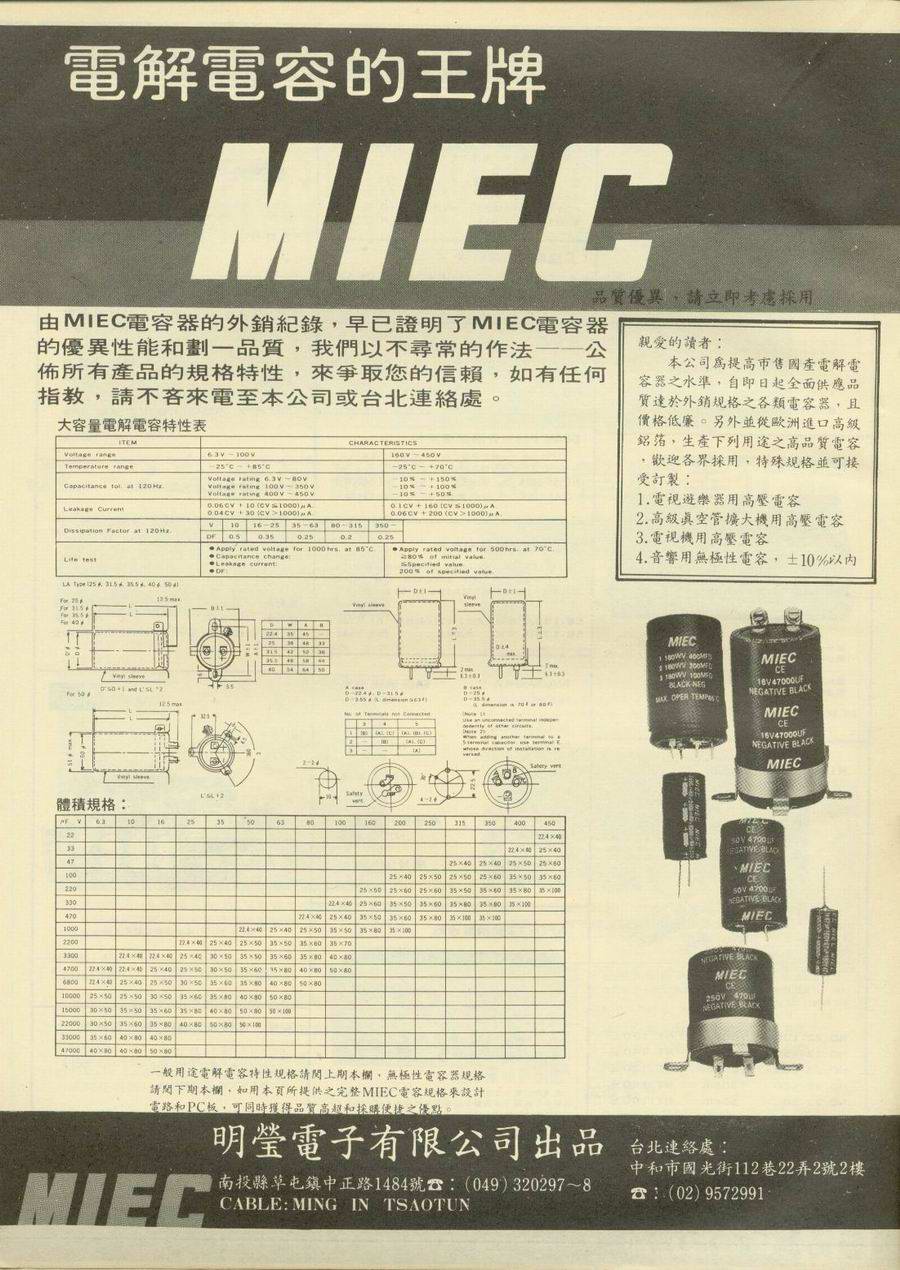 電解電容的王牌
MIEC
品質優異、請立即考慮採用
由MIEC電容器的外銷紀錄，早已證明了MIEC電容器
的優異性能和劃一品質，我們以不尋常的作法──公
佈所有產品的規格特性，來爭取您的信賴，如有任何
指教，請不吝來電至本公司或台北連絡處。
親愛的讀者：
本公司為提高市售國產電解電
容器之水準，自即日起全面供應品
質達於外銷規格之各類電容器，且
價格低廉。另外並從歐洲進口高級
鋁箔，生產下列用途之高品質電容
，歡迎各界採用，特殊規格並可接
受訂製：
1.電視遊樂器用高壓電容
2.高級真空管擴大機用高壓電容
3.電視機用高壓電容
4.音響用無極性電容，±10%以內
大容量電解電容特性表
ITEM CHARACTERISTICS
Voltage range 6.3V ~ 100V 160V ~ 450V
Temperature range −25°C ~ +85°C −25°C ~ +70°C
Capacitance tol. at 120Hz. Voltage rating 6.3V ~ 80V −10% ~ +150%
Voltage rating 100V ~ 350V −10% ~ +100%
Voltage rating 400V ~ 450V −10% ~ +50%
Leakage Current 0.06CV + 10 (CV≦1000)μA. 0.1CV + 160 (CV≦1000)μA.
0.04CV + 30 (CV>1000)μA. 0.06CV + 200 (CV>1000)μA.
Dissipation Factor at 120Hz. V 10 16−25 35−63 80−315 350−
DF 0.5 0.35 0.25 0.2 0.25
Life test ●Apply rated voltage for 1000hrs. at 85°C. ●Apply rated voltage for 500hrs. at 70°C.
●Capacitance change: ≧80% of initial value.
●Leakage current: ≦Specified value.
●DF: 200% of specified value.
LA Type (25φ, 31.5φ, 35.5φ, 40φ, 50φ)
For 25φ
For 31.5φ
For 35.5φ
For 40φ
12.5 max.
B±1
Vinyl sleeve
5.5
D W A B
22.4 35 45
25 38 48 33
31.5 42 50 38
35.5 46 58 44
40 54 64 50
For 50φ
12.5 max
32.5
Vinyl sleeve
Vinyl sleeve
D±1
Vinyl sleeve
D±1
2 max.
6.3±0.3
2 max.
6.3±0.3
A case
D−22.4φ, D−31.5φ
B case
D−25φ
D−35.5φ
(L dimension is 70ℓ or 80ℓ)
No. of Terminals not Connected
3 4 5
1 (B) (A), (C) (A), (B), (C)
2 − (B) (A), (C)
3 − − (A)
(Note 1)
Use an unconnected terminal indepen-
dently of other circuits.
(Note 2)
When adding another terminal to a
5-terminal capacitor use terminal E,
whose direction of installation is re-
versed.
2−2φ
10
Safety
vent
4−2φ
22.5
Safety vent
體積規格：
μF V 6.3 10 16 25 35 50 63 80 100 160 200 250 315 350 400 450
22 22.4×40
33 22.4×40 25×40
47 25×40 25×40 25×50 25×60
100 25×40 25×50 25×50 25×60 35×50 35×60
220 25×50 25×60 25×60 35×50 35×60 35×80 35×100
330 22.4×40 25×60 35×50 35×60 35×80 35×80 35×100
470 22.4×40 25×40 35×50 35×60 35×80 35×100 35×100
1000 22.4×40 25×40 25×50 35×50 35×80 35×100
2200 22.4×40 25×40 25×50 35×50 35×60 35×70
3300 22.4×40 22.4×40 25×40 30×50 35×50 35×60 35×80 40×80
4700 22.4×40 22.4×40 25×40 25×50 30×50 35×60 35×80 40×80 50×80
6800 22.4×40 25×40 25×50 30×50 35×60 35×80 40×80 50×80
10000 25×50 25×50 30×50 35×60 35×80 40×80 50×80
15000 30×50 35×50 35×60 35×80 40×80 50×80 50×100
22000 30×50 35×60 35×80 40×80 50×80 50×100
33000 35×60 40×80 40×80
47000 40×80 40×80 50×80
一般用途電解電容特性規格請閱上期本欄，無極性電容器規格
請閱下期本欄，如用本頁所提供之完整MIEC電容規格來設計
電路和PC板，可同時獲得品質高超和採購便捷之優點。
MIEC
1 160WV 400MFD
2 160WV 200MFD
3 160WV 100MFD
BLACK-NEG
MAX. OPER TEMP85°C
MIEC
CE
16V47000UF
NEGATIVE BLACK
MIEC
CE
16V47000UF
NEGATIVE BLACK
MIEC
MIEC
CE
50V 4700UF
NEGATIVE BLACK
MIEC
CE
50V 4700UF
NEGATIVE BLACK
MIEC
NEGATIVE BLACK
MIEC
CE
250V 470UF
NEGATIVE BLACK
明瑩電子有限公司出品
南投縣草屯鎮中正路1484號☎：(049) 320297～8
CABLE: MING IN TSAOTUN
台北連絡處：
中和市國光街112巷22弄2號2樓
☎：(02) 9572991
MIEC